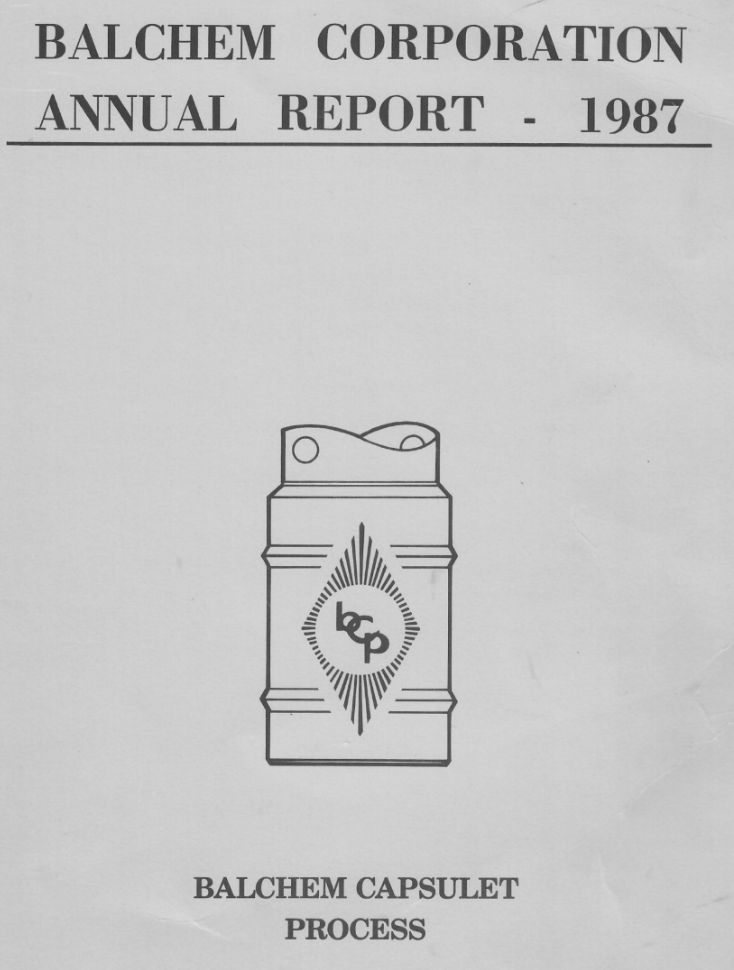 BALCHEM CORPORATION
ANNUAL REPORT - 1987
bcp
BALCHEM CAPSULET
PROCESS